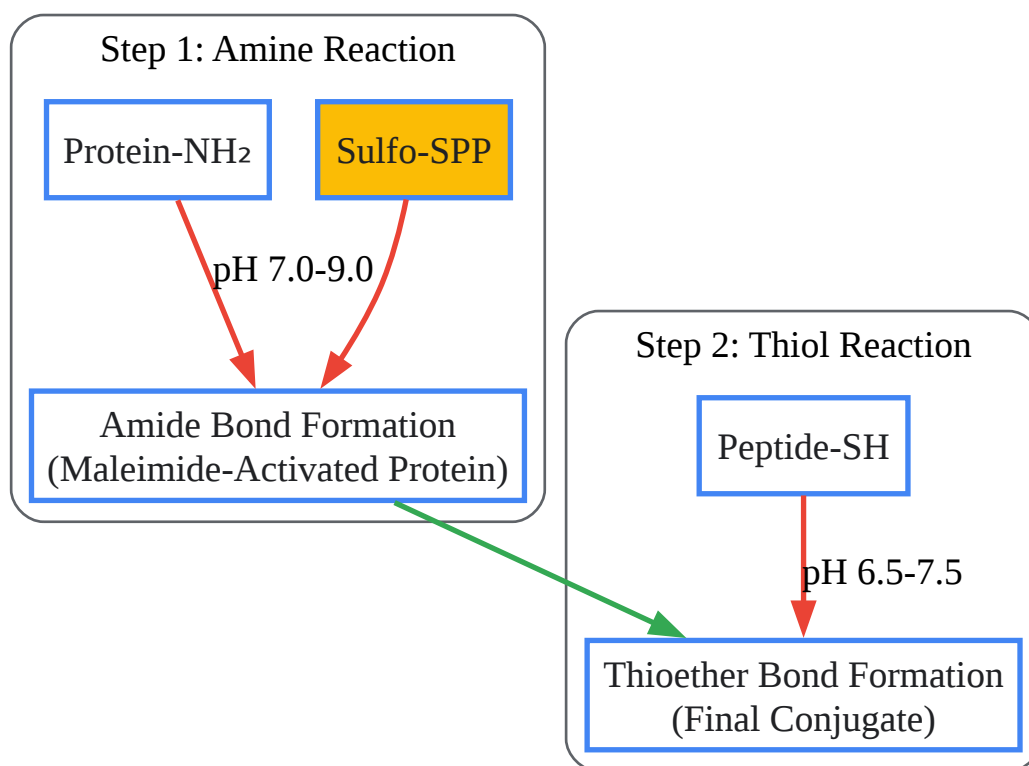 Step 1: Amine Reaction
Protein-NH₂
Sulfo-SPP
pH 7.0-9.0
Amide Bond Formation
(Maleimide-Activated Protein)
Step 2: Thiol Reaction
Peptide-SH
pH 6.5-7.5
Thioether Bond Formation
(Final Conjugate)